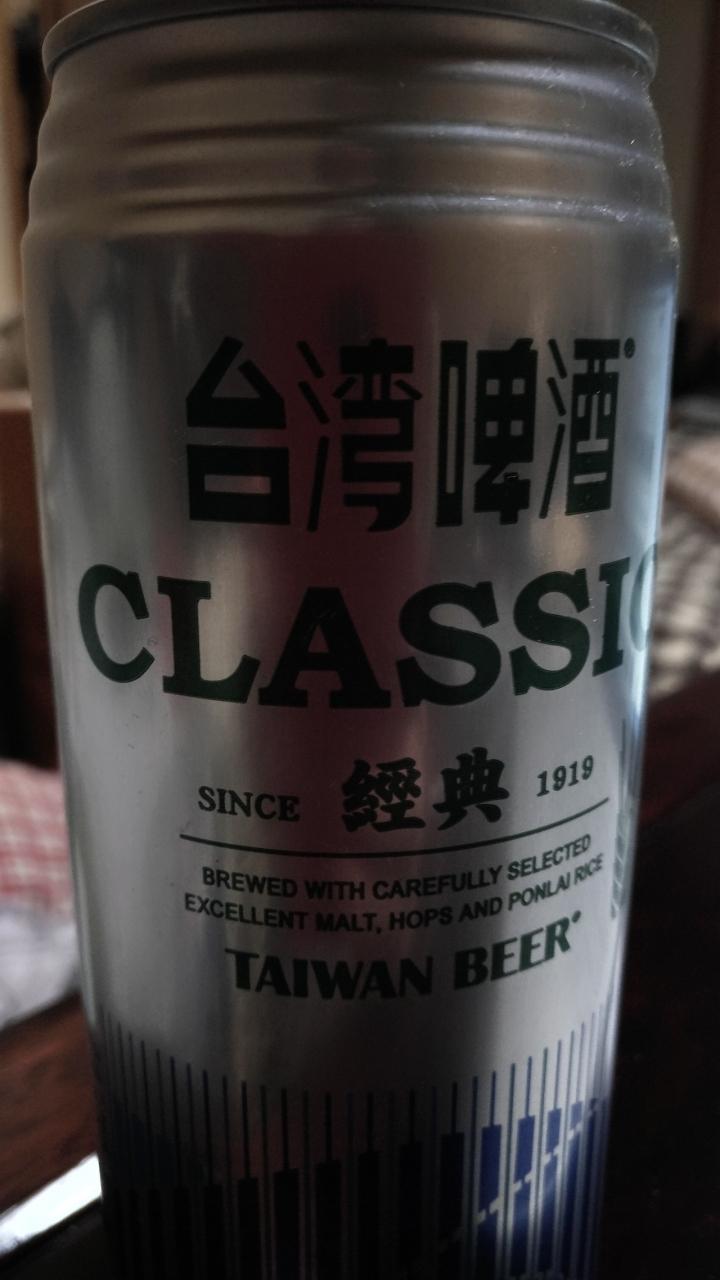 台湾啤酒®
CLASSIC
SINCE 經典 1919
BREWED WITH CAREFULLY SELECTED
EXCELLENT MALT, HOPS AND PONLAI RICE
TAIWAN BEER®